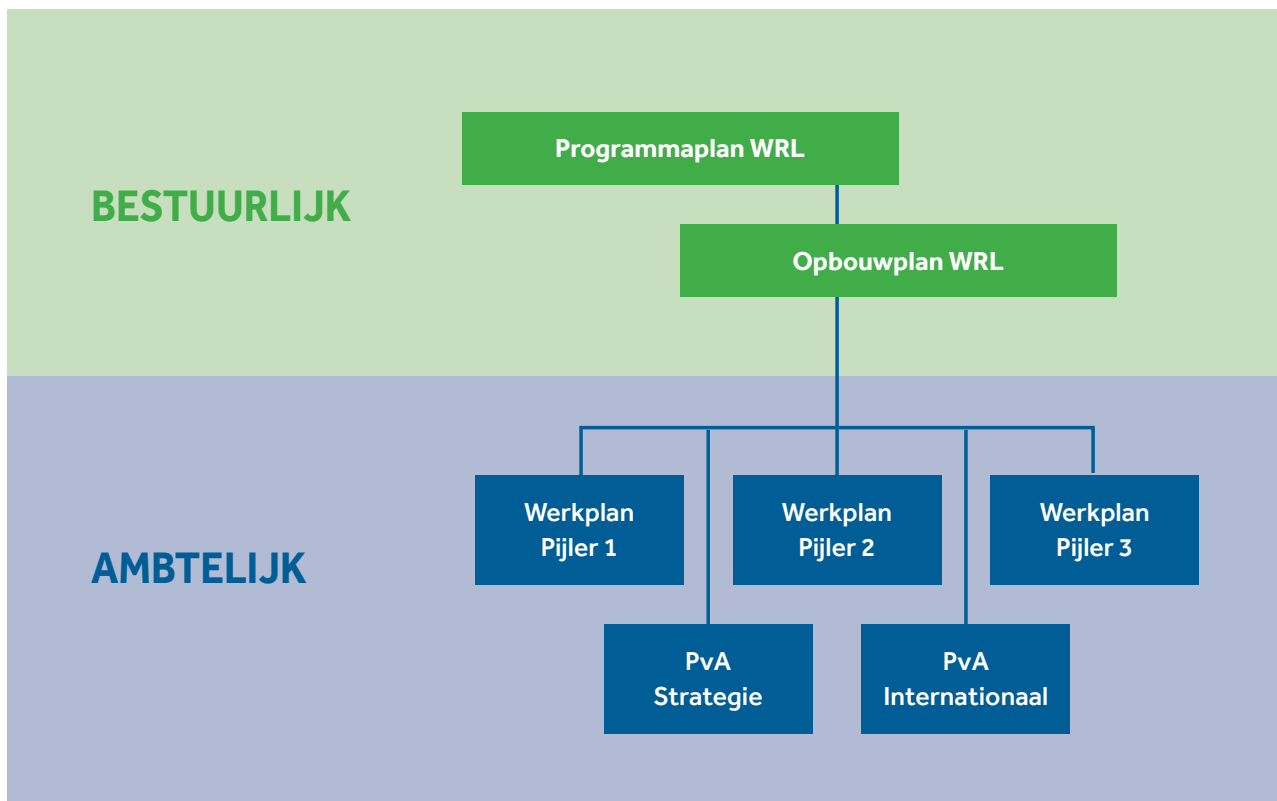 BESTUURLIJK
Programmaplan WRL
Opbouwplan WRL
AMBTELIJK
Werkplan
Pijler 1
Werkplan
Pijler 2
Werkplan
Pijler 3
PvA
Strategie
PvA
Internationaal